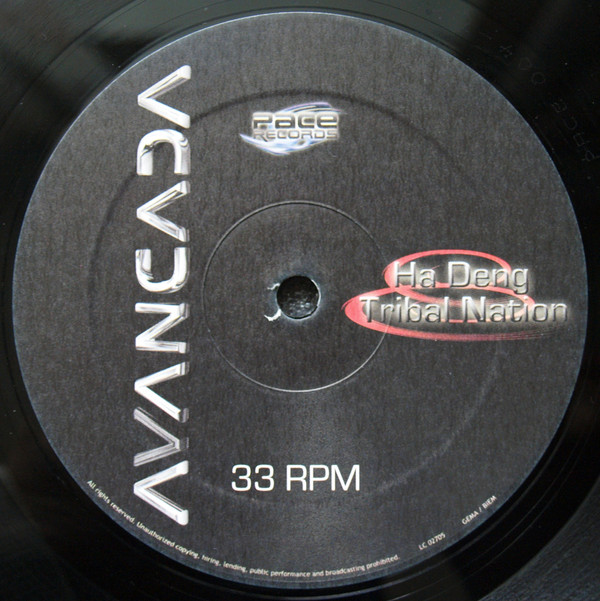 Pace
RECORDS
AVANCADA
Ha Deng
Tribal Nation
33 RPM
All rights reserved. Unauthorized copying, hiring, lending, public performance and broadcasting prohibited.
LC 02705
GEMA / BIEM